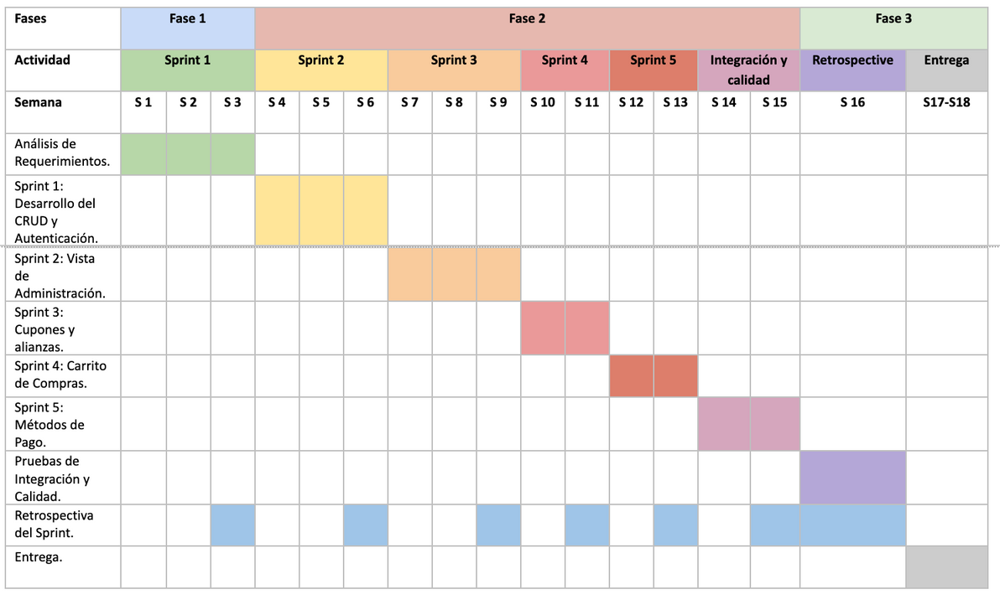 Fases Fase 1 Fase 2 Fase 3
Actividad Sprint 1 Sprint 2 Sprint 3 Sprint 4 Sprint 5 Integración y Retrospective Entrega
calidad
Semana S 1 S 2 S 3 S 4 S 5 S 6 S 7 S 8 S 9 S 10 S 11 S 12 S 13 S 14 S 15 S 16 S17-S18
Análisis de
Requerimientos.
Sprint 1:
Desarrollo del
CRUD y
Autenticación.
Sprint 2: Vista
de
Administración.
Sprint 3:
Cupones y
alianzas.
Sprint 4: Carrito
de Compras.
Sprint 5:
Métodos de
Pago.
Pruebas de
Integración y
Calidad.
Retrospectiva
del Sprint.
Entrega.